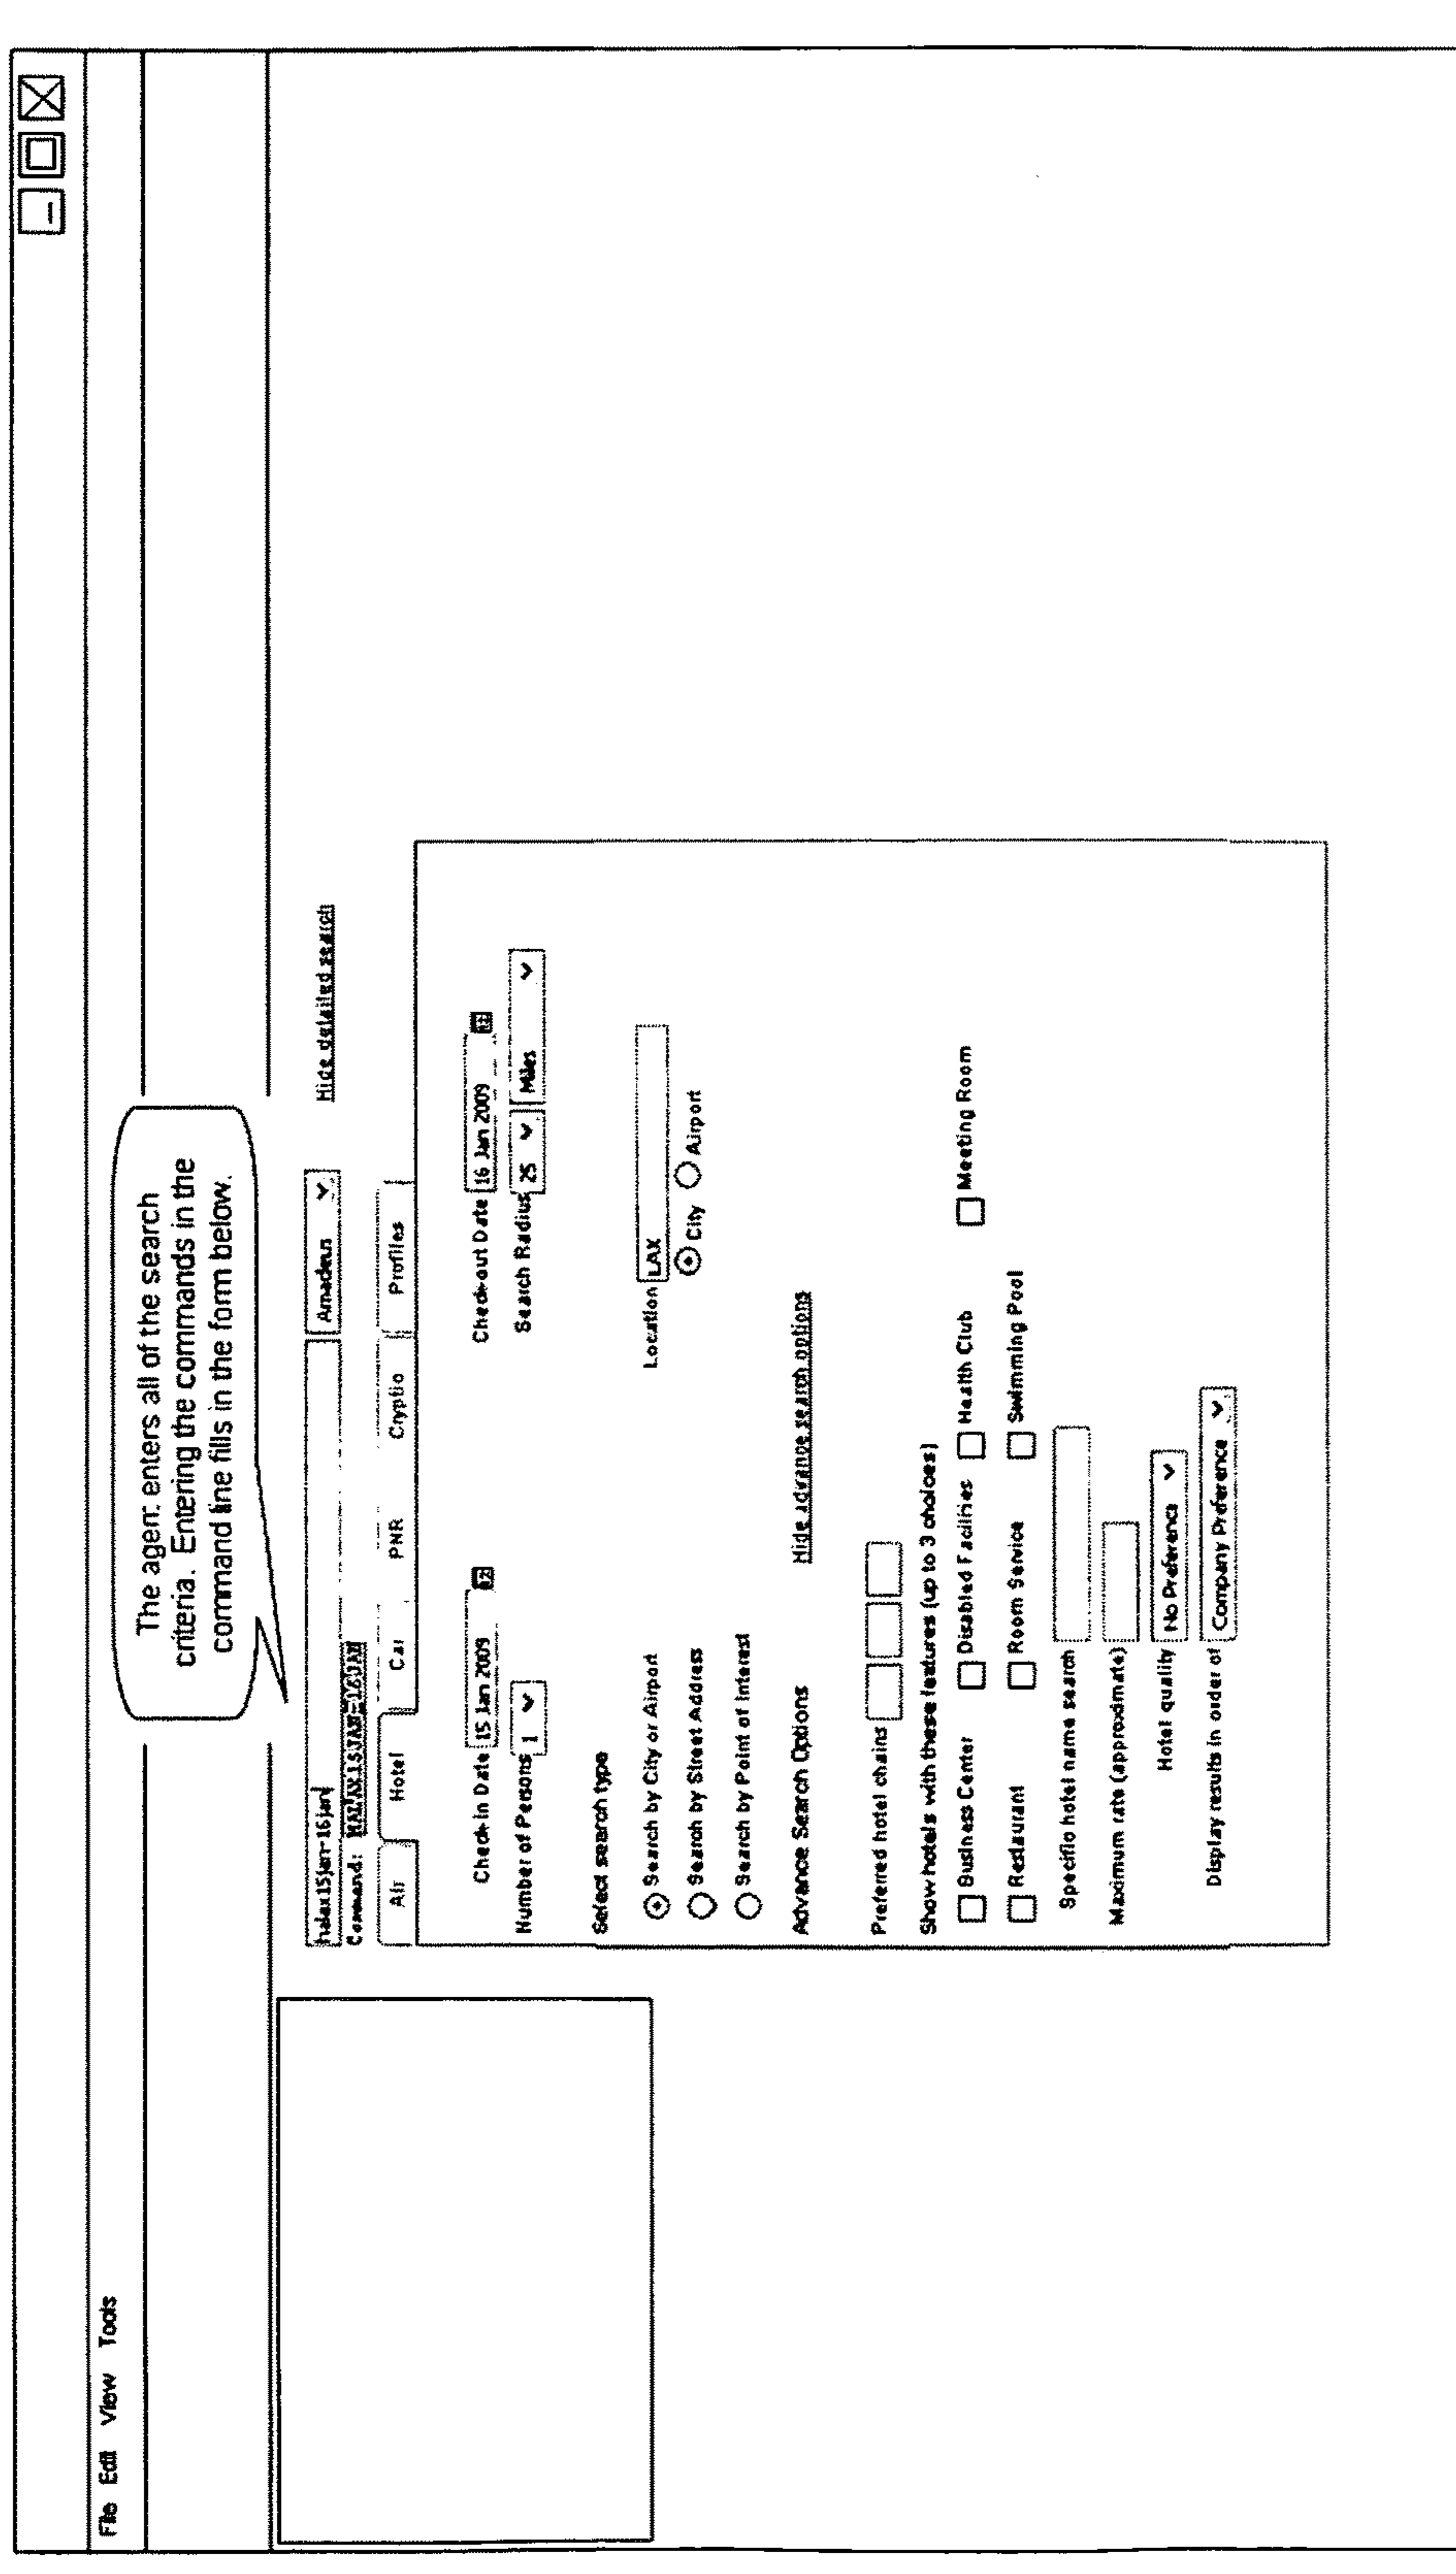 File Edit View Tools
The agent enters all of the search
criteria. Entering the commands in the
command line fills in the form below.
halax15jan-16jan Amadeus Hide detailed search
Command: HALAX15JAN-16JAN
Air Hotel Car PNR Cryptic Profiles
Check-in Date 15 Jan 2009 Check-out Date 16 Jan 2009
Number of Persons 1 Search Radius 25 Miles
Select search type
Search by City or Airport Location LAX
Search by Street Address City Airport
Search by Point of Interest
Advance Search Options Hide advance search options
Preferred hotel chains
Show hotels with these features (up to 3 choices)
Business Center Disabled Facilities Health Club Meeting Room
Restaurant Room Service Swimming Pool
Specific hotel name search
Maximum rate (approximate)
Hotel quality No Preference
Display results in order of Company Preference